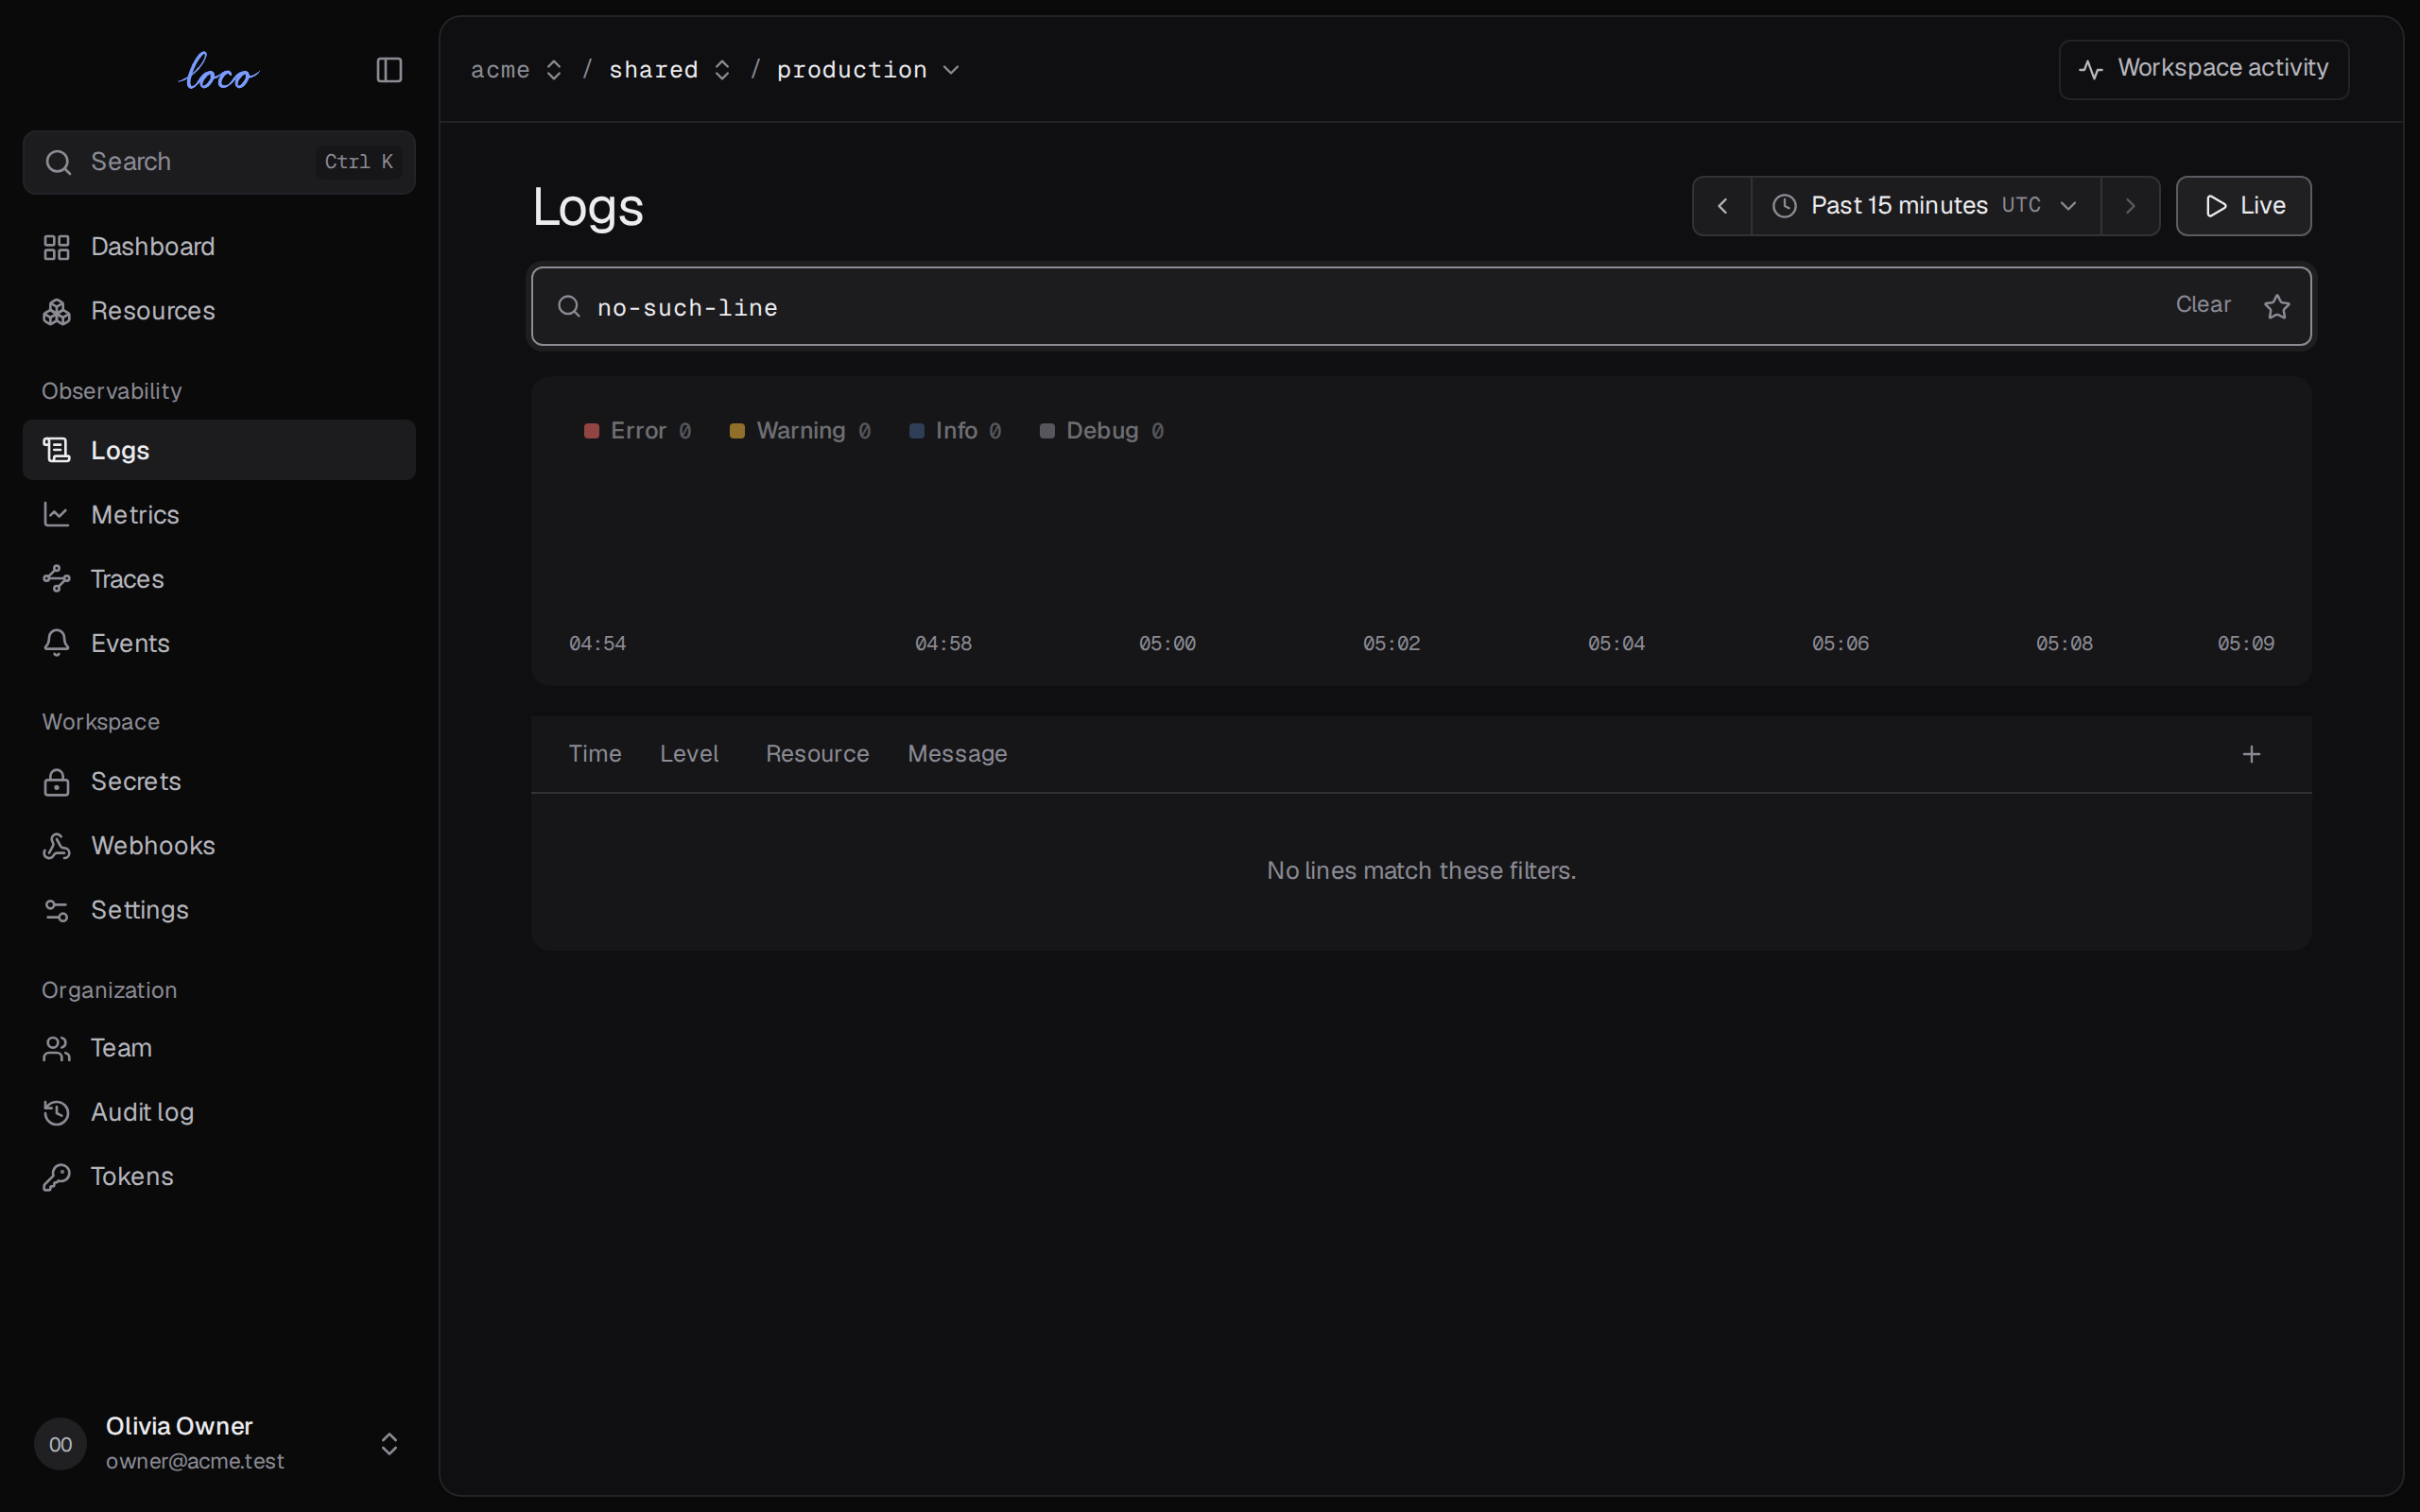 loco
Search Ctrl K
Dashboard
Resources
Observability
Logs
Metrics
Traces
Events
Workspace
Secrets
Webhooks
Settings
Organization
Team
Audit log
Tokens
OO Olivia Owner
owner@acme.test
acme / shared / production
Workspace activity
Logs
Past 15 minutes UTC
Live
no-such-line
Clear
Error 0 Warning 0 Info 0 Debug 0
04:54 04:58 05:00 05:02 05:04 05:06 05:08 05:09
Time Level Resource Message
No lines match these filters.